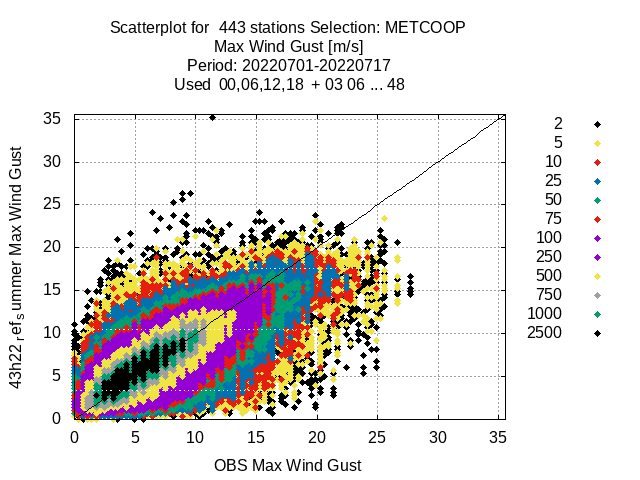 Scatterplot for 443 stations Selection: METCOOP
Max Wind Gust [m/s]
Period: 20220701-20220717
Used 00,06,12,18 + 03 06 ... 48
43h22_ref_summer Max Wind Gust
35
30
25
20
15
10
5
0
0 5 10 15 20 25 30 35
OBS Max Wind Gust
2
5
10
25
50
75
100
250
500
750
1000
2500